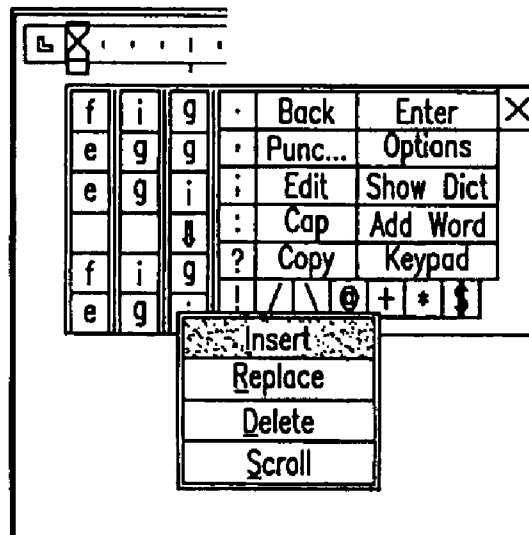 f i g . Back Enter X
e g g , Punc... Options
e g i ; Edit Show Dict
⇓ : Cap Add Word
f i g ? Copy Keypad
e g ! / \ @ + * $
Insert
Replace
Delete
Scroll